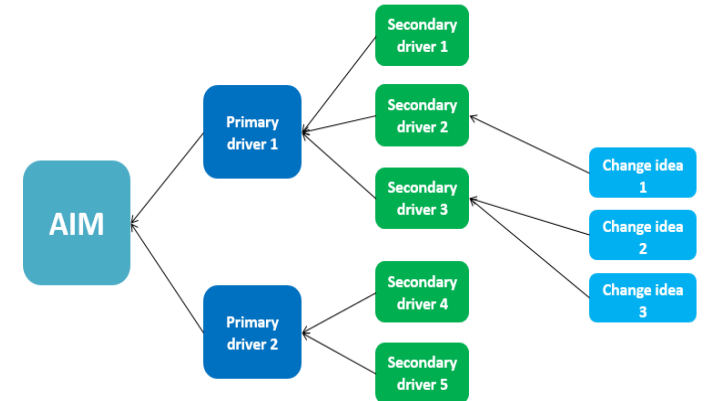 AIM
Primary
driver 1
Primary
driver 2
Secondary
driver 1
Secondary
driver 2
Secondary
driver 3
Secondary
driver 4
Secondary
driver 5
Change idea
1
Change idea
2
Change idea
3